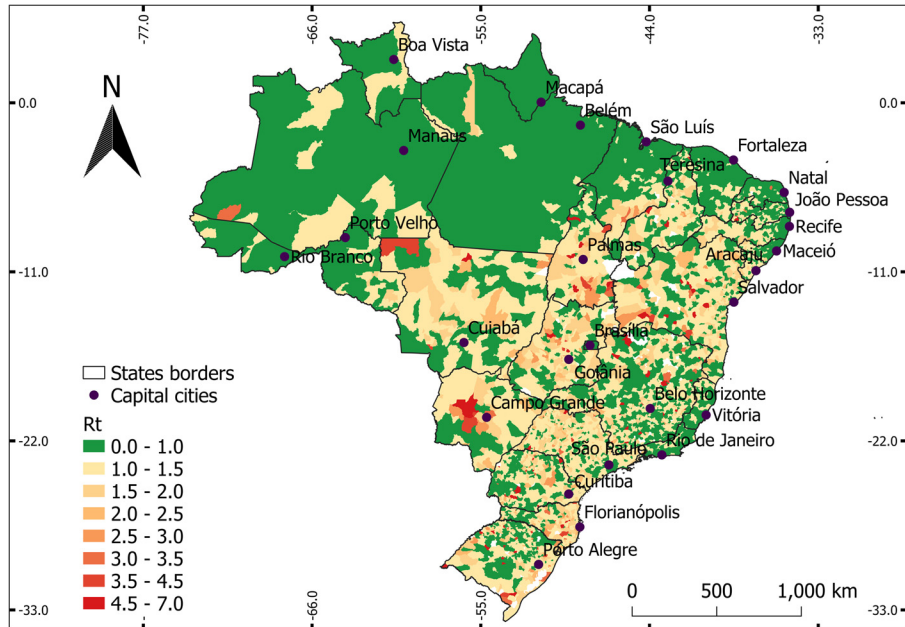 -77.0 -66.0 -55.0 -44.0 -33.0
Boa Vista
N
0.0
Macapá
0.0
Belém
São Luís
Manaus
Fortaleza
Teresina
Natal
João Pessoa
Porto Velho
Recife
Palmas
Maceió
Aracaju
Rio Branco
-11.0
-11.0
Salvador
Cuiabá
Brasília
Goiânia
States borders
Capital cities
Belo Horizonte
Campo Grande
Vitória
Rt
-22.0
0.0 - 1.0
Rio de Janeiro
-22.0
São Paulo
1.0 - 1.5
1.5 - 2.0
Curitiba
2.0 - 2.5
Florianópolis
2.5 - 3.0
3.0 - 3.5
Porto Alegre
3.5 - 4.5
0 500 1,000 km
4.5 - 7.0
-33.0
-33.0
-66.0 -55.0 -44.0